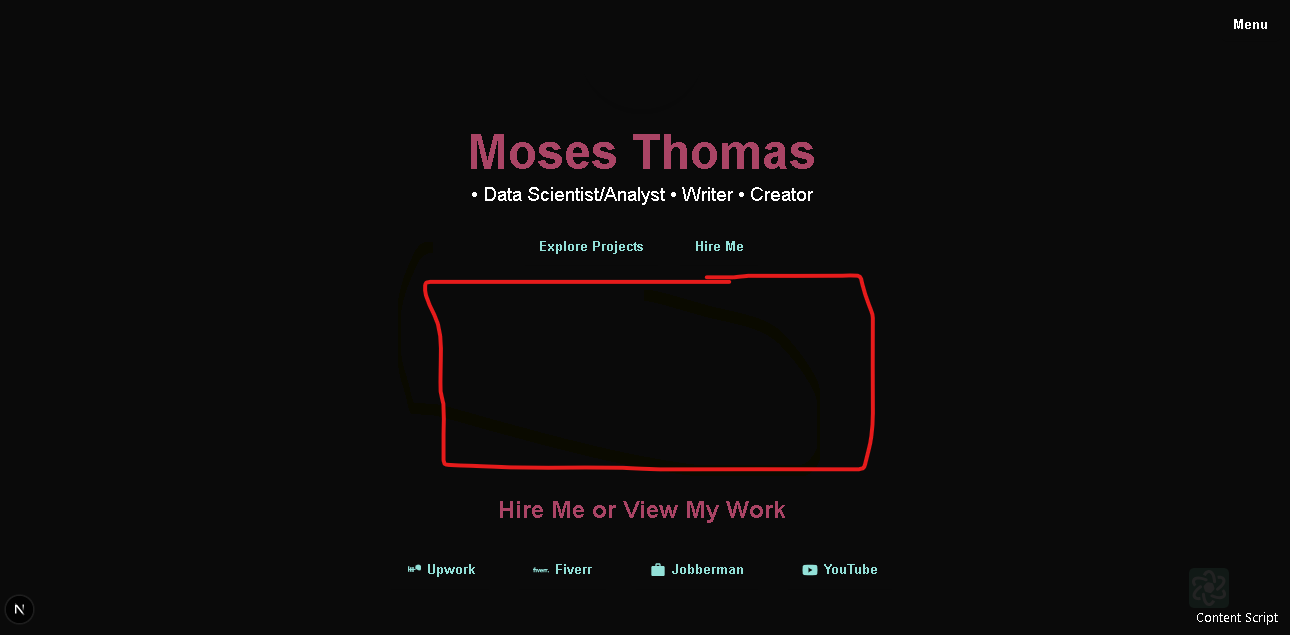 Menu
Moses Thomas
• Data Scientist/Analyst • Writer • Creator
Explore Projects Hire Me
Hire Me or View My Work
Upwork fiverr. Fiverr Jobberman YouTube
N
Content Script